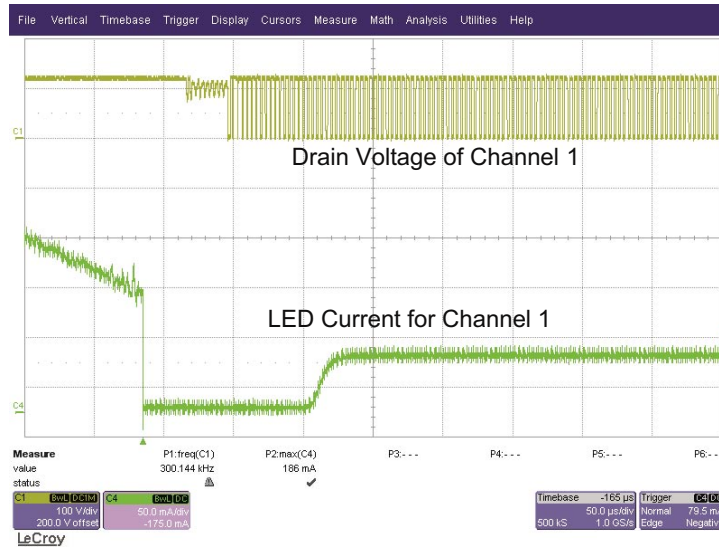 File Vertical Timebase Trigger Display Cursors Measure Math Analysis Utilities Help
C1
Drain Voltage of Channel 1
LED Current for Channel 1
C4
Measure P1:freq(C1) P2:max(C4) P3:- - - P4:- - - P5:- - - P6:- -
value 300.144 kHz 186 mA
status
C1 BwL DC1M C4 BwL DC Timebase -165 µs Trigger C4 DC
100 V/div 50.0 mA/div 50.0 µs/div Normal 79.5 m
200.0 V offset -175.0 mA 500 kS 1.0 GS/s Edge Negativ
LeCroy